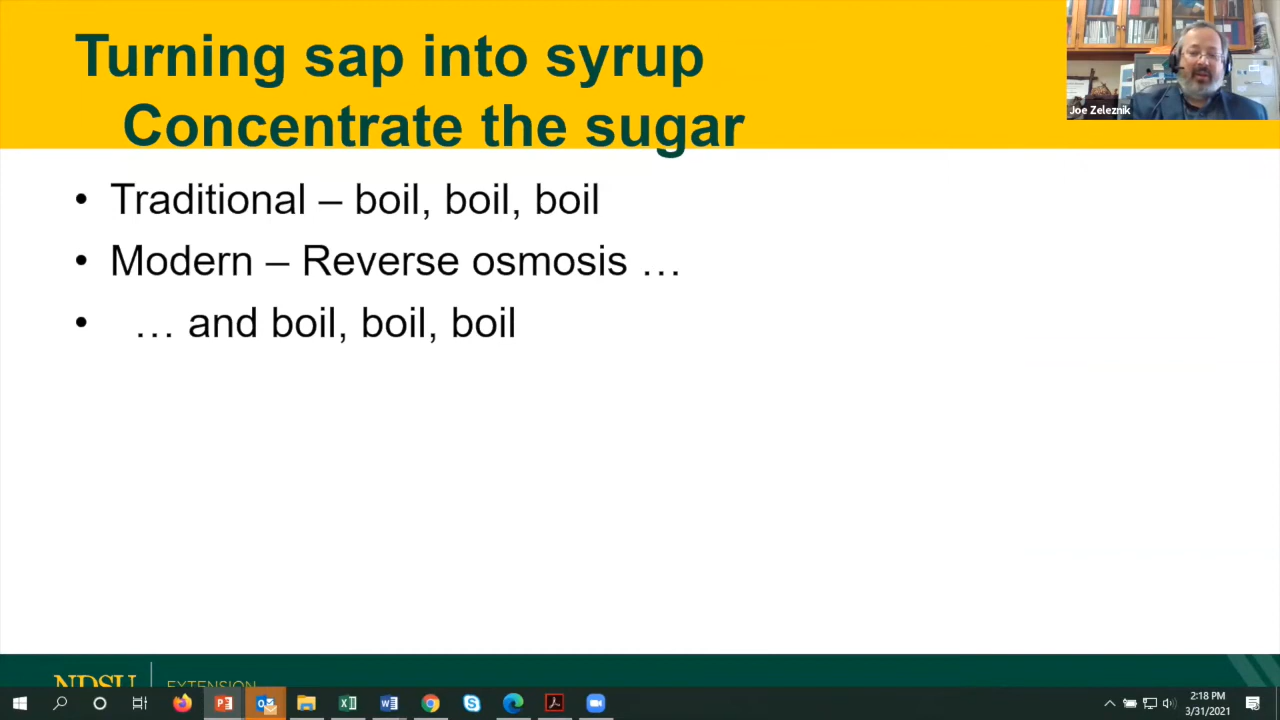 Turning sap into syrup
Concentrate the sugar
Joe Zeleznik
• Traditional – boil, boil, boil
• Modern – Reverse osmosis …
• … and boil, boil, boil
NDSU
EXTENSION
2:18 PM
3/31/2021